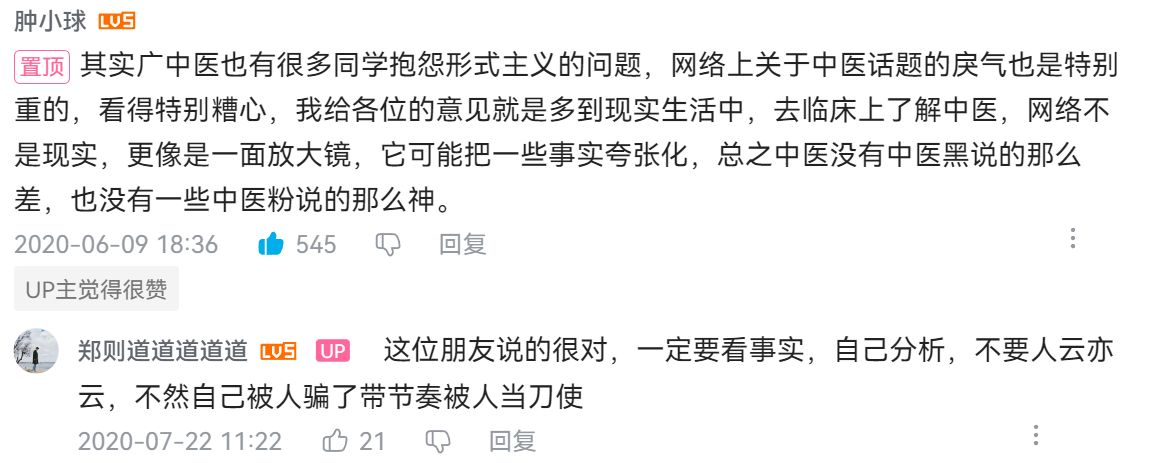 肿小球 LV5
置顶 其实广中医也有很多同学抱怨形式主义的问题，网络上关于中医话题的戾气也是特别
重的，看得特别糟心，我给各位的意见就是多到现实生活中，去临床上了解中医，网络不
是现实，更像是一面放大镜，它可能把一些事实夸张化，总之中医没有中医黑说的那么
差，也没有一些中医粉说的那么神。
2020-06-09 18:36 545 回复
UP主觉得很赞
郑则道道道道道 LV5 UP 这位朋友说的很对，一定要看事实，自己分析，不要人云亦
云，不然自己被人骗了带节奏被人当刀使
2020-07-22 11:22 21 回复